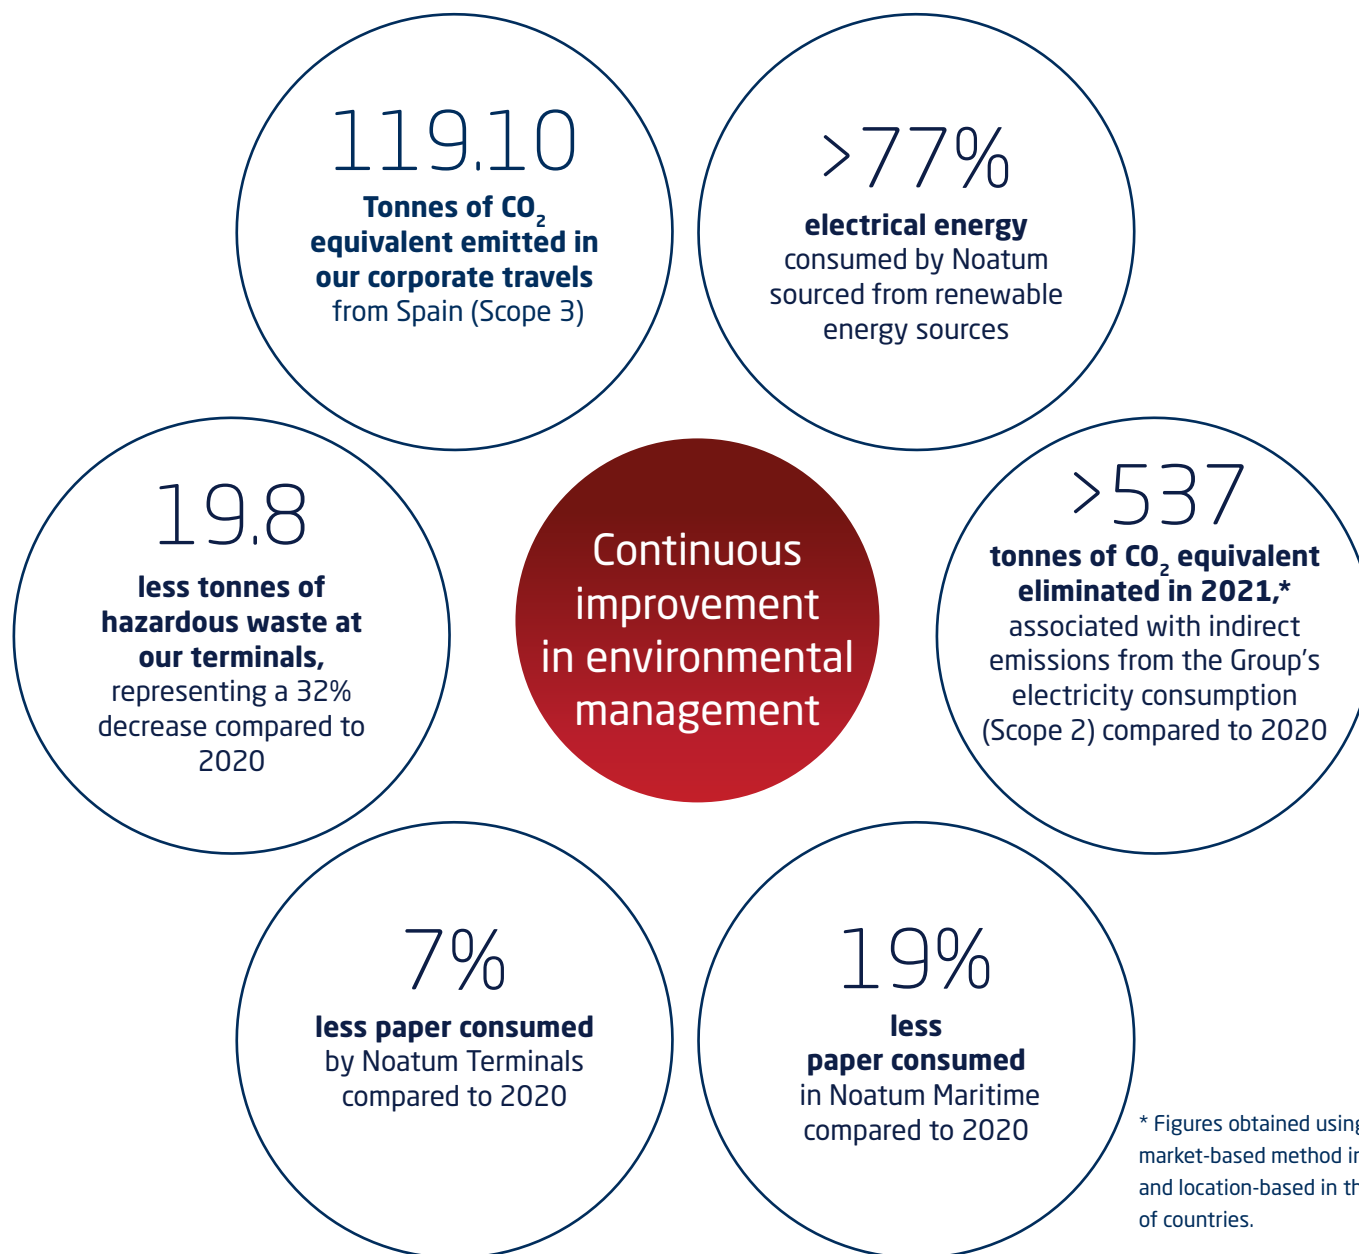 119.10
Tonnes of CO₂
equivalent emitted in
our corporate travels
from Spain (Scope 3)
>77%
electrical energy
consumed by Noatum
sourced from renewable
energy sources
19.8
less tonnes of
hazardous waste at
our terminals,
representing a 32%
decrease compared to
2020
Continuous
improvement
in environmental
management
>537
tonnes of CO₂ equivalent
eliminated in 2021,*
associated with indirect
emissions from the Group's
electricity consumption
(Scope 2) compared to 2020
7%
less paper consumed
by Noatum Terminals
compared to 2020
19%
less
paper consumed
in Noatum Maritime
compared to 2020
* Figures obtained using
market-based method
and location-based in
of countries.